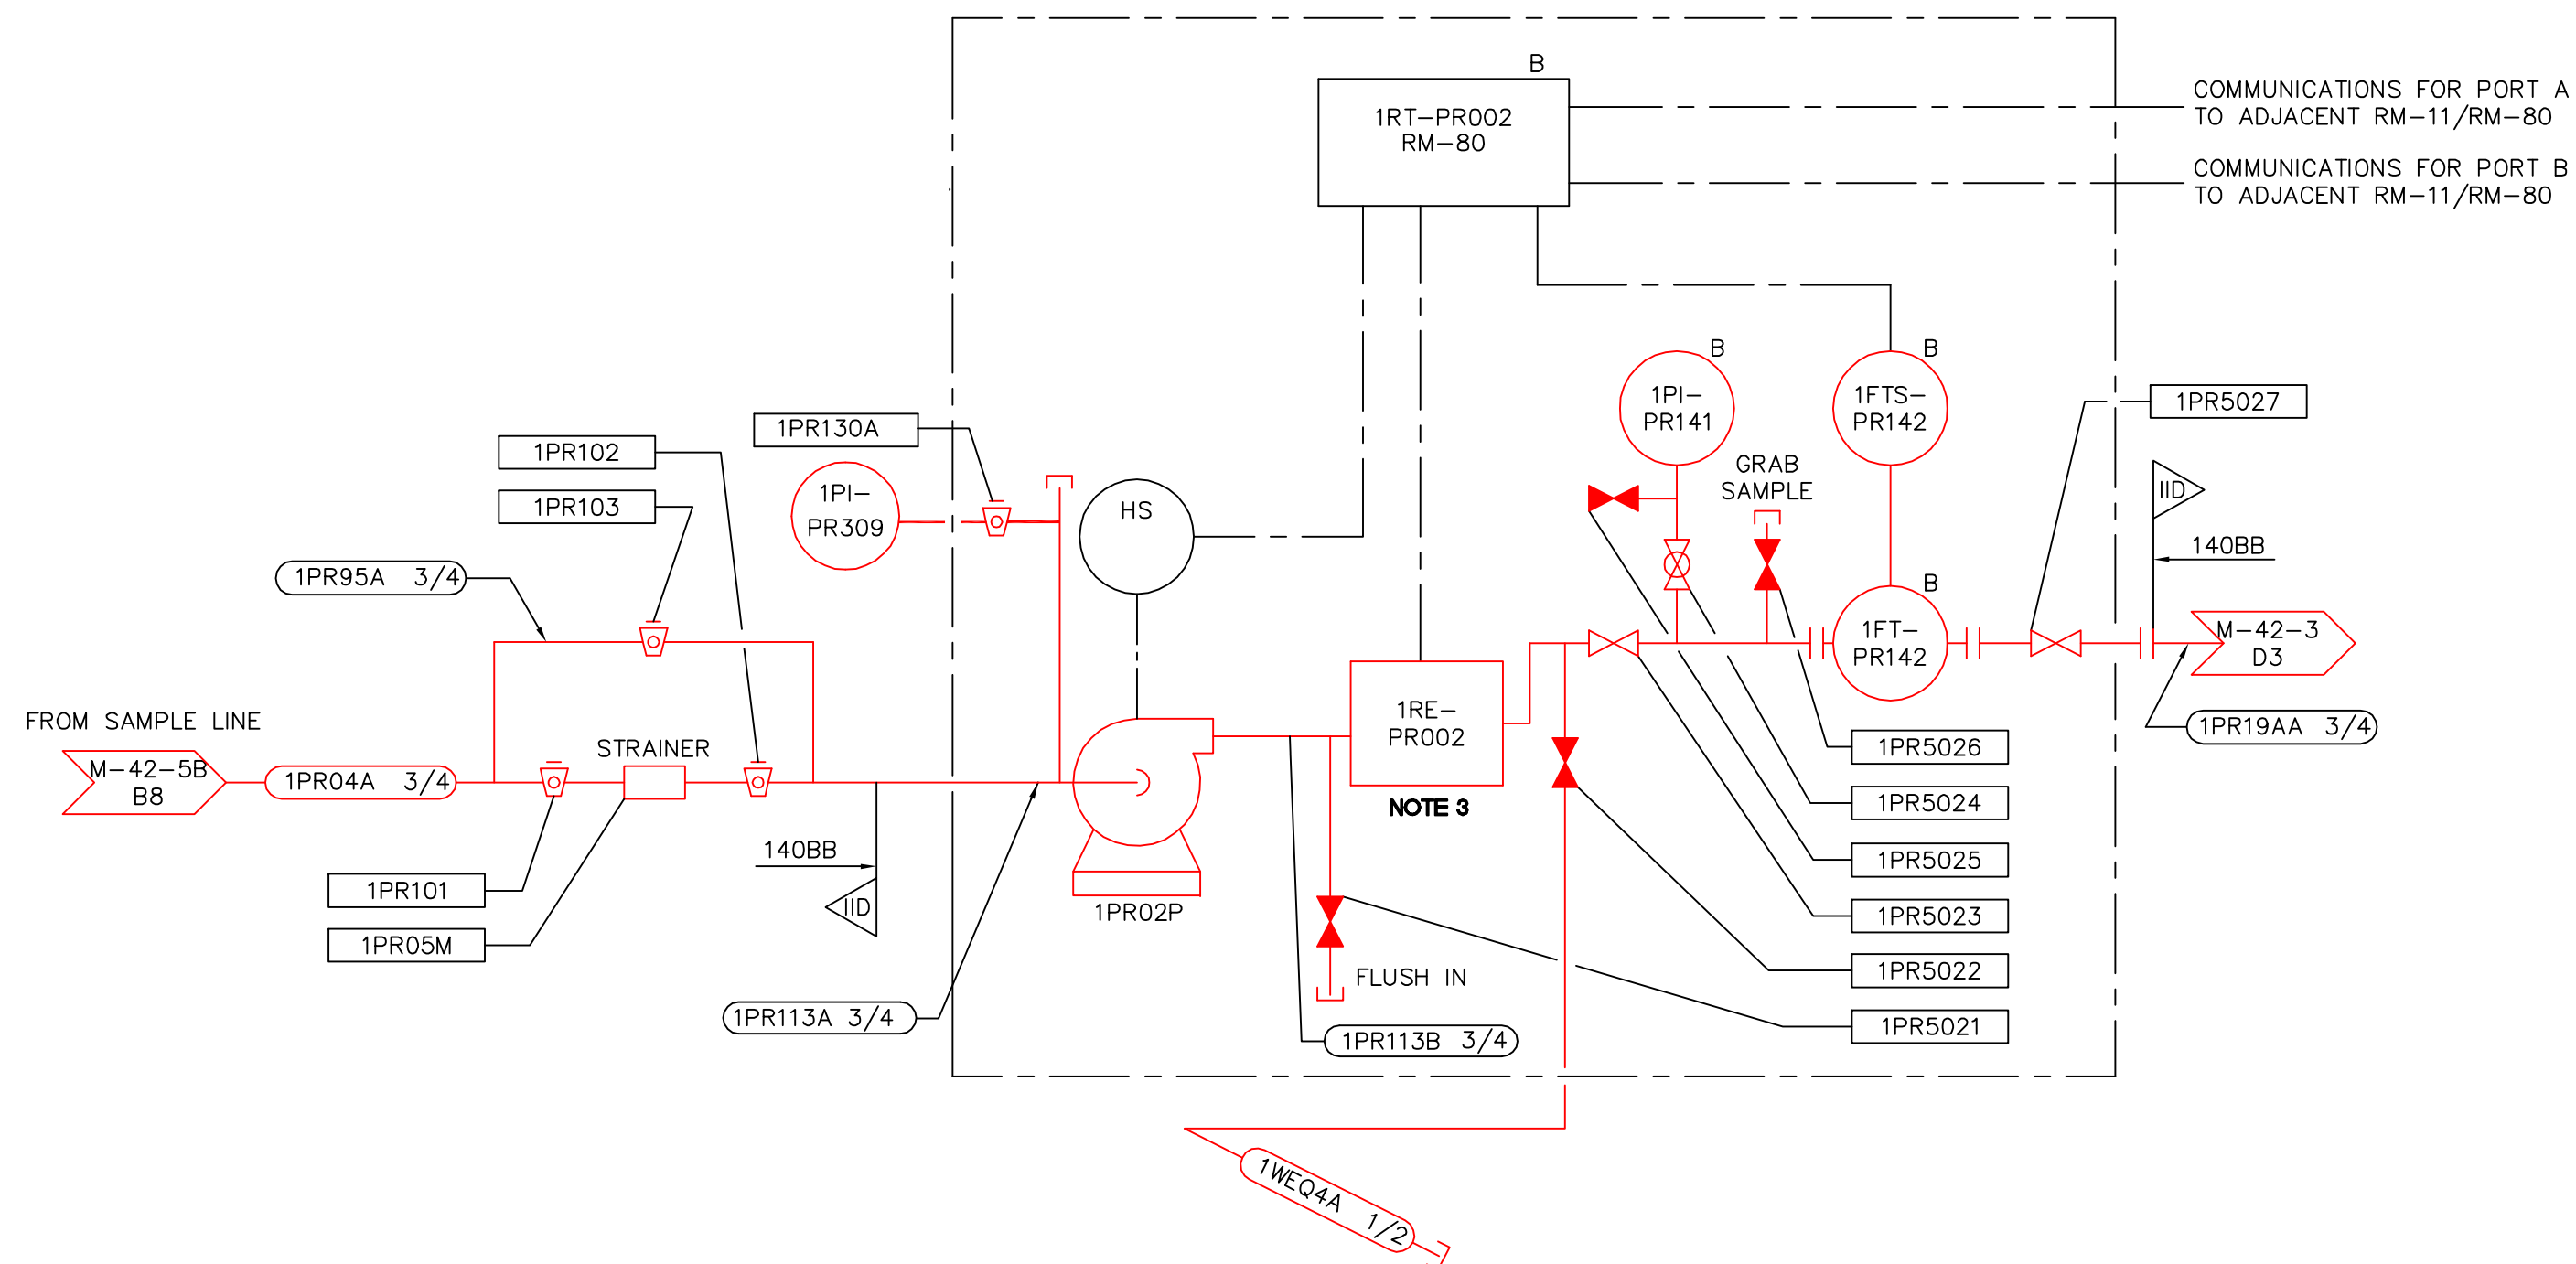 B
1RT-PR002
RM-80
COMMUNICATIONS FOR PORT A
TO ADJACENT RM-11/RM-80
COMMUNICATIONS FOR PORT B
TO ADJACENT RM-11/RM-80
B
1PI-
PR141
B
1FTS-
PR142
1PR5027
1PR130A
1PR102
1PR103
1PI-
PR309
HS
GRAB
SAMPLE
IID
140BB
1PR95A 3/4
B
1FT-
PR142
M-42-3
D3
1PR19AA 3/4
FROM SAMPLE LINE
M-42-5B
B8
1PR04A 3/4
STRAINER
1RE-
PR002
NOTE 3
1PR5026
1PR5024
1PR5025
1PR5023
1PR5022
1PR5021
1PR101
1PR05M
140BB
IID
1PR02P
FLUSH IN
1PR113A 3/4
1PR113B 3/4
1WEQ4A 1/2